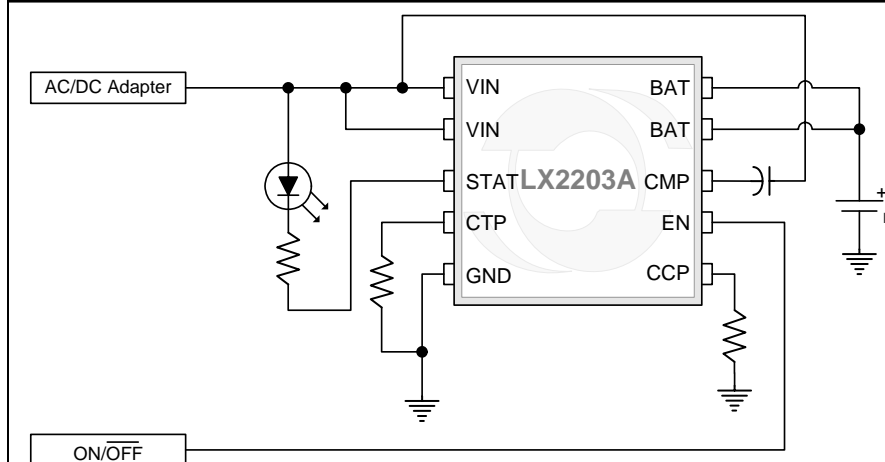 AC/DC Adapter
VIN
BAT
VIN
BAT
STAT
LX2203A
CMP
CTP
EN
GND
CCP
+
ON/OFF